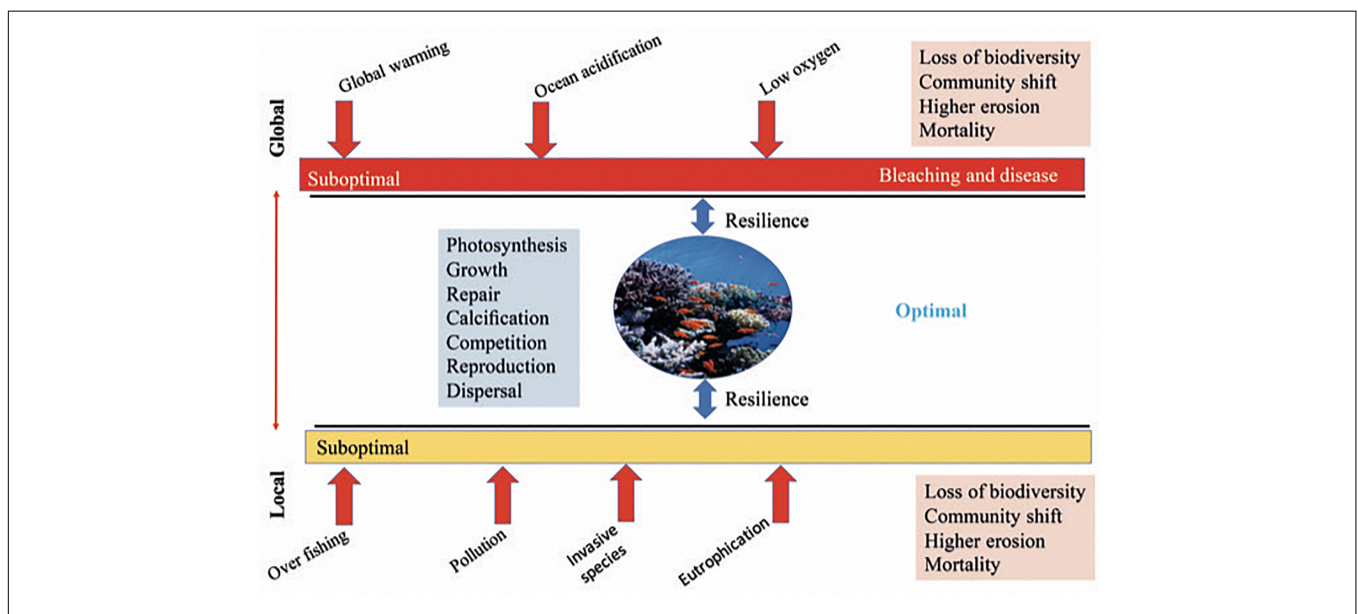 Global
Global warming
Ocean acidification
Low oxygen
Loss of biodiversity
Community shift
Higher erosion
Mortality
Suboptimal
Bleaching and disease
Resilience
Photosynthesis
Growth
Repair
Calcification
Competition
Reproduction
Dispersal
Optimal
Resilience
Suboptimal
Local
Over fishing
Pollution
Invasive
species
Eutrophication
Loss of biodiversity
Community shift
Higher erosion
Mortality